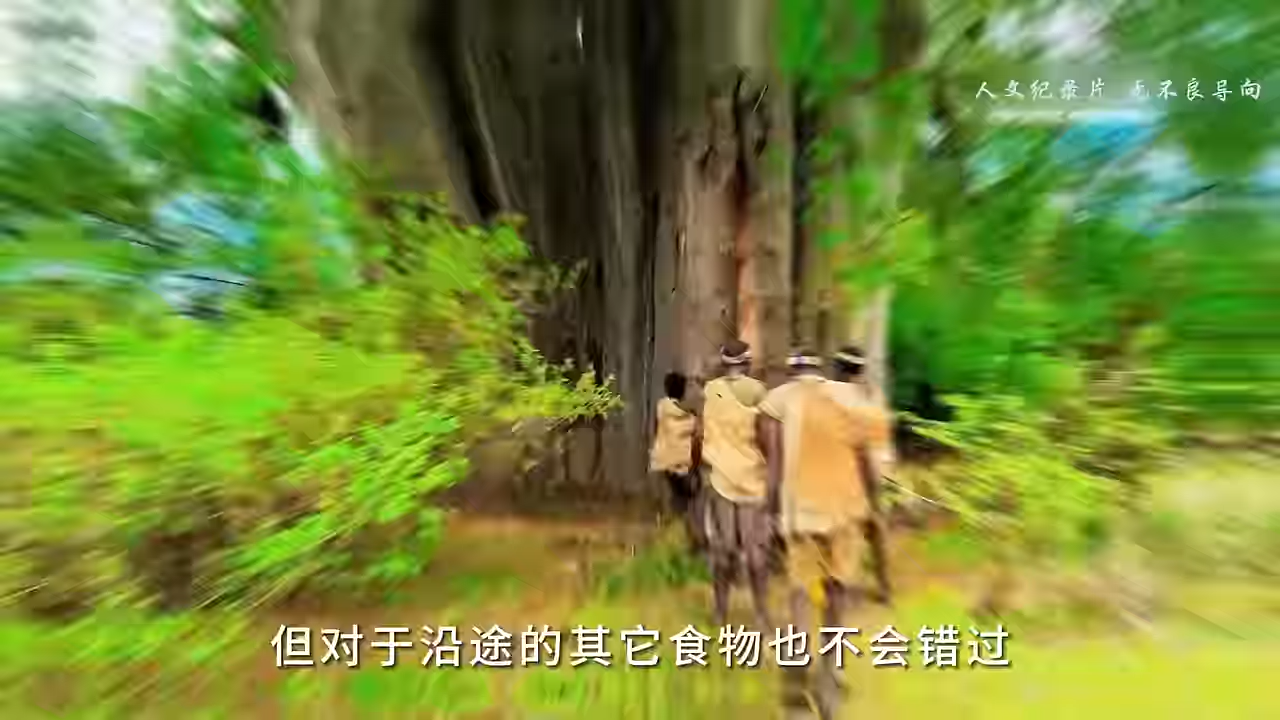 人文纪录片 无不良导向
但对于沿途的其它食物也不会错过